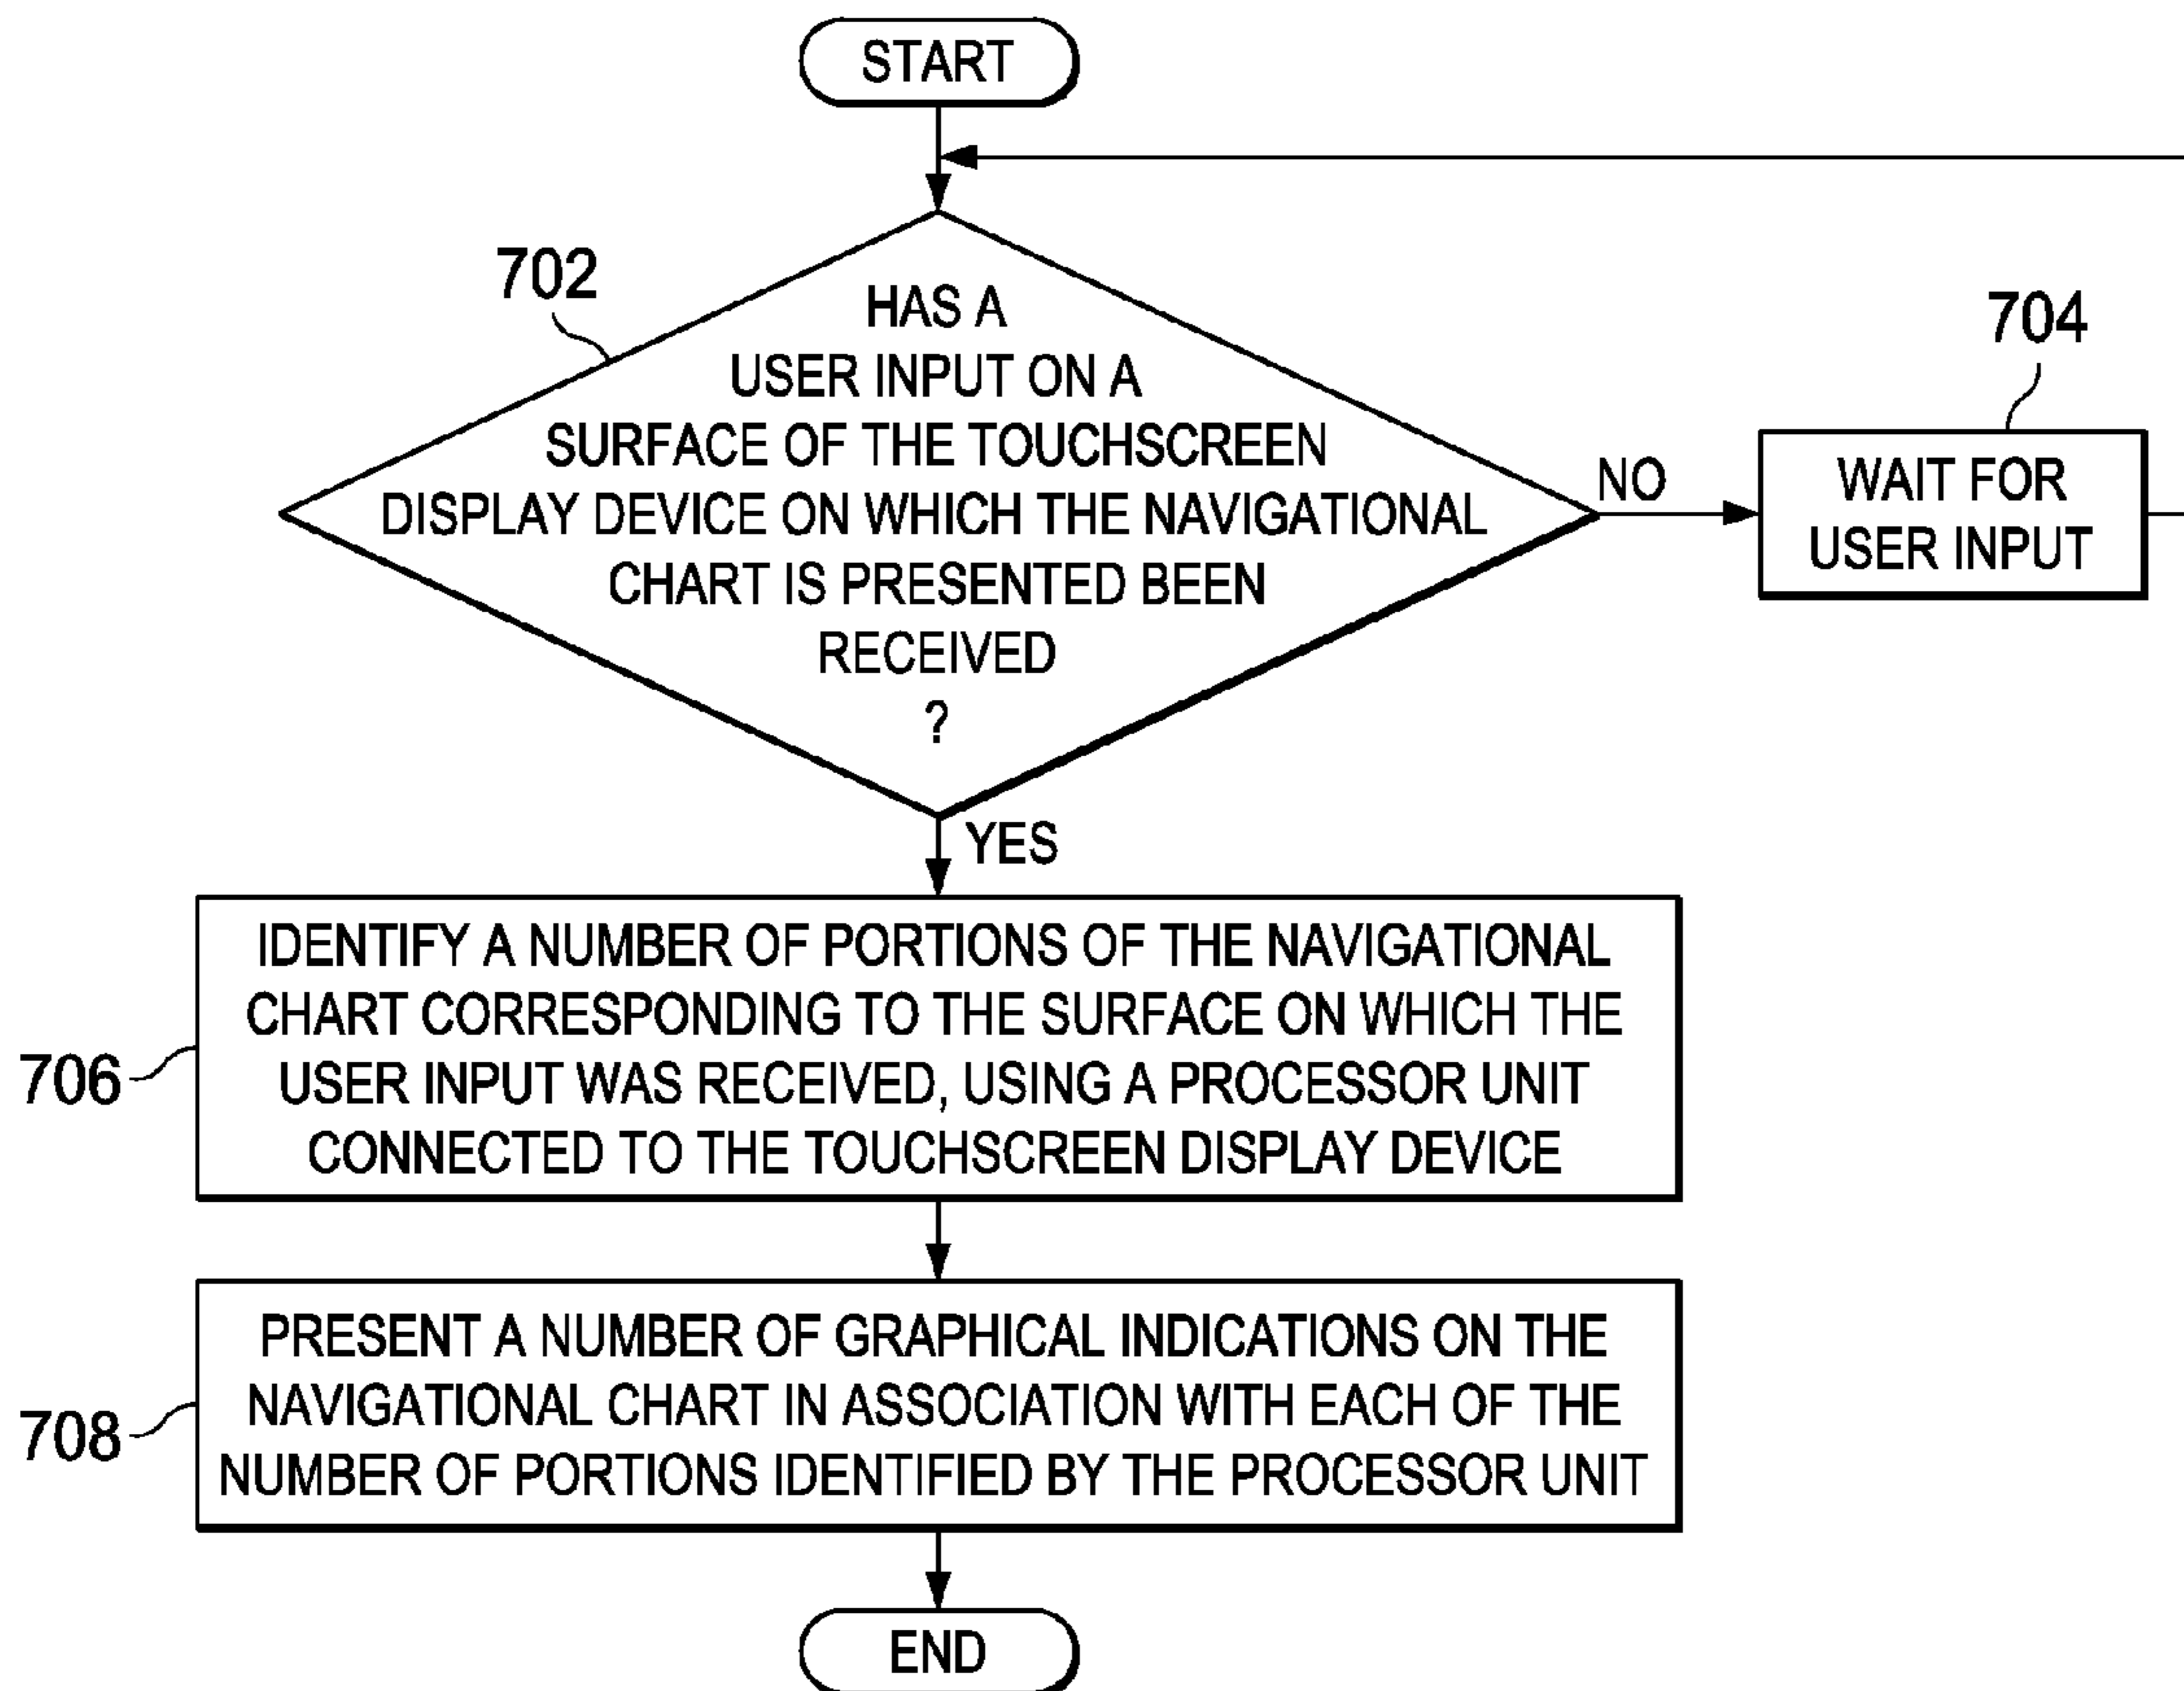 START
702
HAS A
USER INPUT ON A
SURFACE OF THE TOUCHSCREEN
DISPLAY DEVICE ON WHICH THE NAVIGATIONAL
CHART IS PRESENTED BEEN
RECEIVED
?
NO
704
WAIT FOR
USER INPUT
YES
706
IDENTIFY A NUMBER OF PORTIONS OF THE NAVIGATIONAL
CHART CORRESPONDING TO THE SURFACE ON WHICH THE
USER INPUT WAS RECEIVED, USING A PROCESSOR UNIT
CONNECTED TO THE TOUCHSCREEN DISPLAY DEVICE
708
PRESENT A NUMBER OF GRAPHICAL INDICATIONS ON THE
NAVIGATIONAL CHART IN ASSOCIATION WITH EACH OF THE
NUMBER OF PORTIONS IDENTIFIED BY THE PROCESSOR UNIT
END